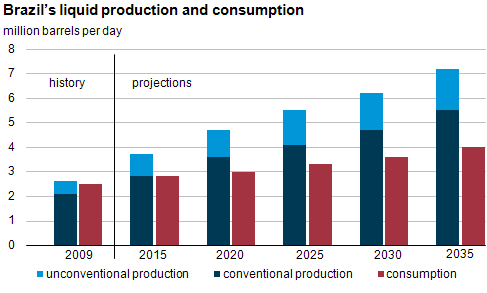 Brazil's liquid production and consumption
million barrels per day
8
7
6
5
4
3
2
1
0
history
projections
2009 2015 2020 2025 2030 2035
unconventional production conventional production consumption